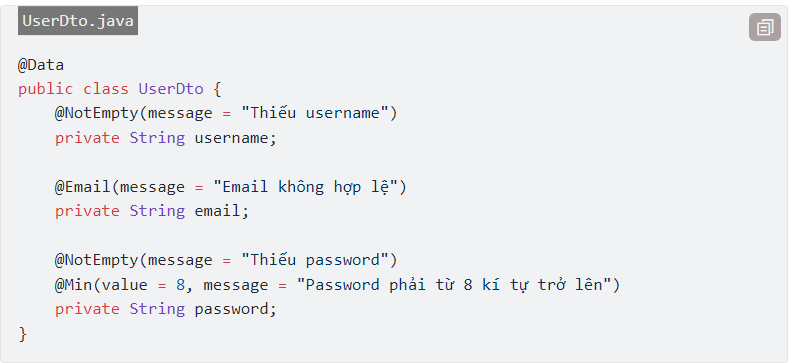 UserDto.java
@Data
public class UserDto {
    @NotEmpty(message = "Thiếu username")
    private String username;
    @Email(message = "Email không hợp lệ")
    private String email;
    @NotEmpty(message = "Thiếu password")
    @Min(value = 8, message = "Password phải từ 8 kí tự trở lên")
    private String password;
}